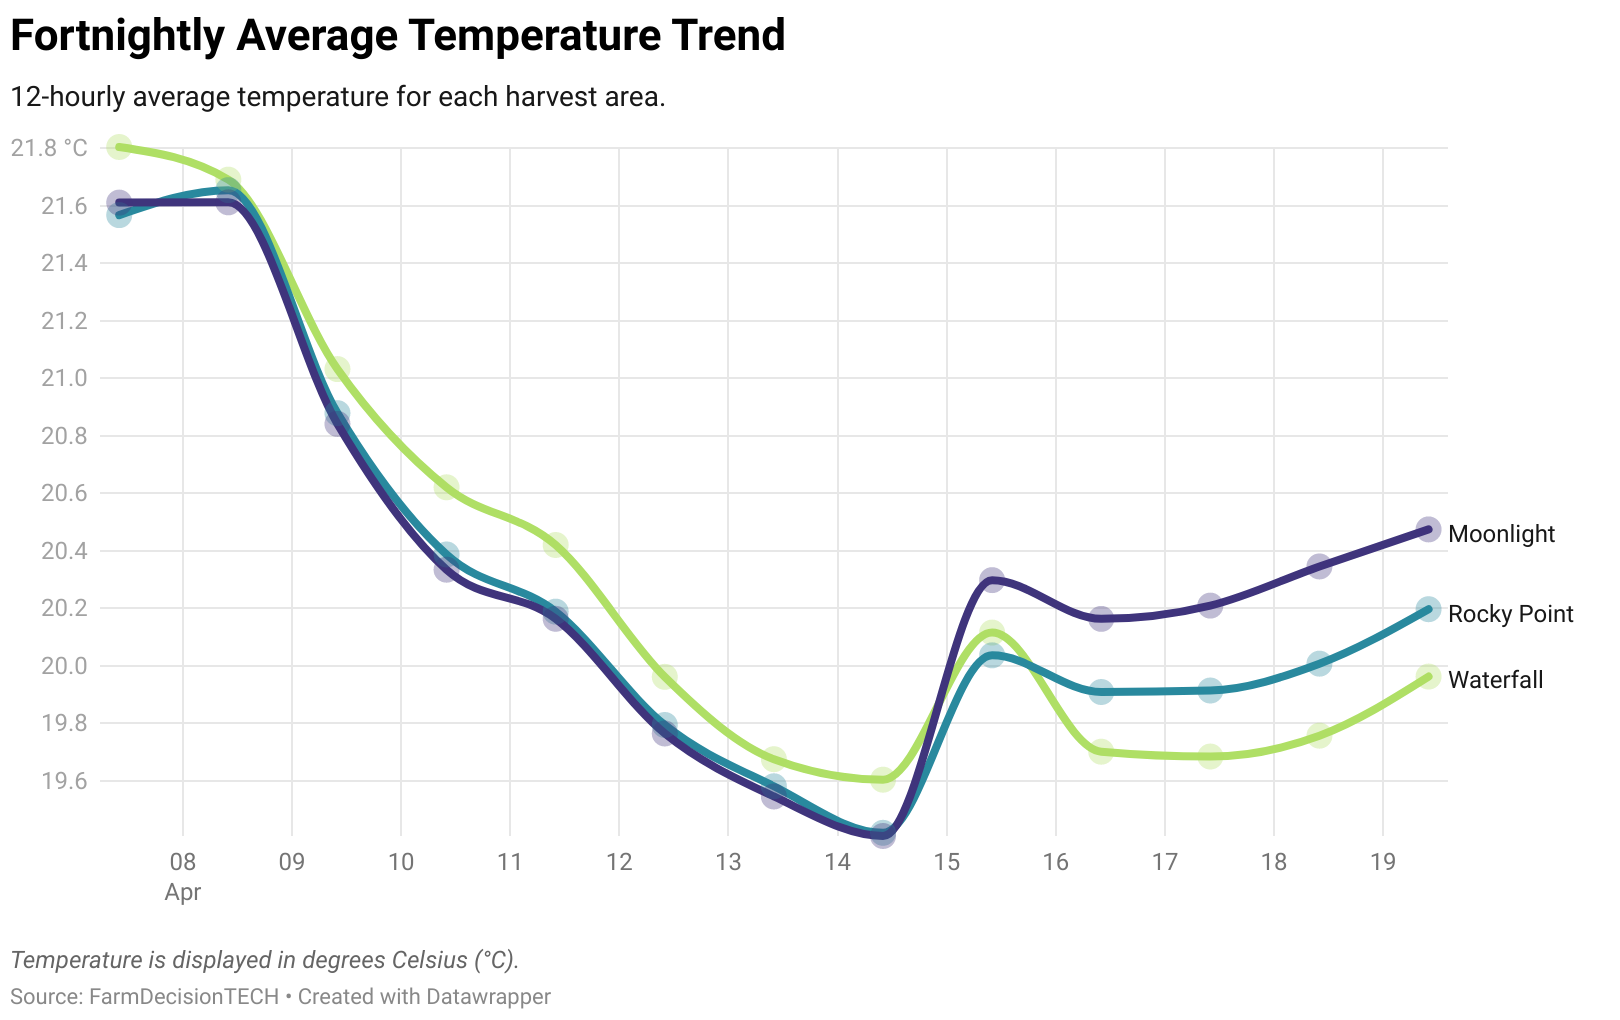 Fortnightly Average Temperature Trend
12-hourly average temperature for each harvest area.
21.8 °C
21.6
21.4
21.2
21.0
20.8
20.6
20.4
20.2
20.0
19.8
19.6
Moonlight
Rocky Point
Waterfall
08 09 10 11 12 13 14 15 16 17 18 19
Apr
Temperature is displayed in degrees Celsius (°C).
Source: FarmDecisionTECH • Created with Datawrapper